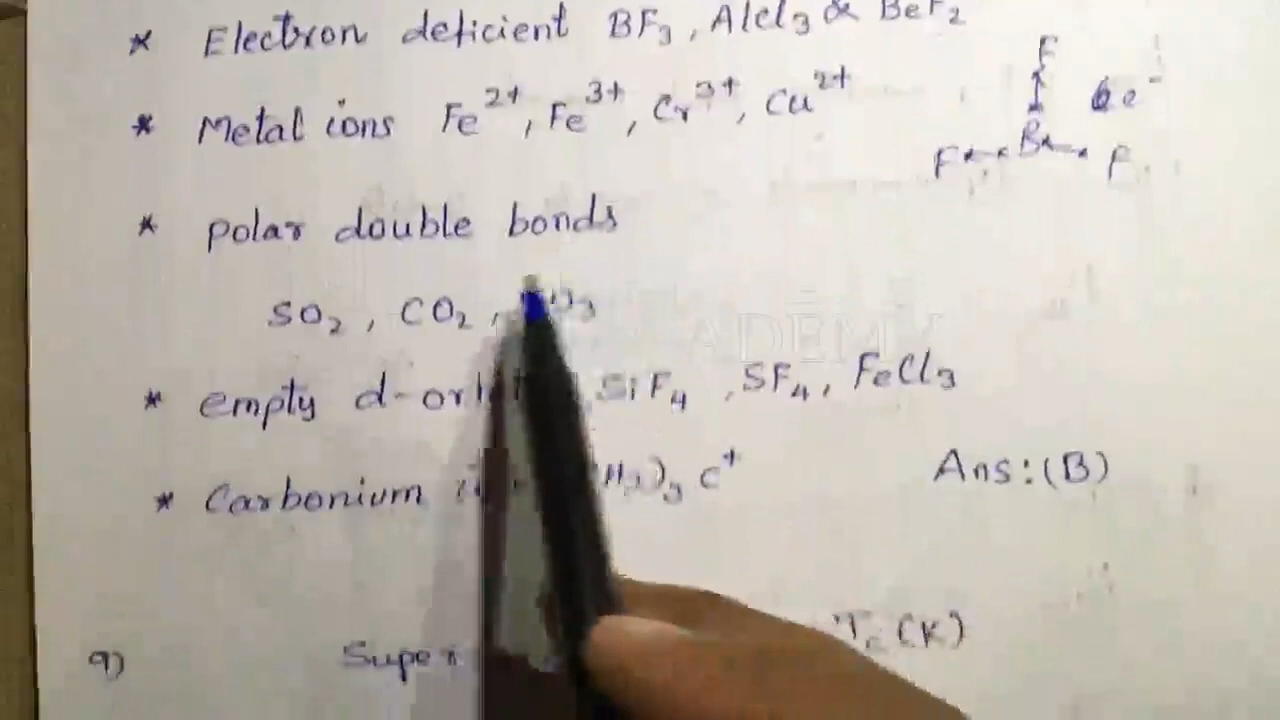 * Electron deficient BF₃, AlCl₃ & BeF₂
* Metal ions Fe²⁺, Fe³⁺, Cr³⁺, Cu²⁺
F
6e⁻
F B F
* polar double bonds
SO₂, CO₂,
* empty d- SiF₄, SF₄, FeCl₃
* Carbonium C⁺
Ans:(B)
9) Tc(K)